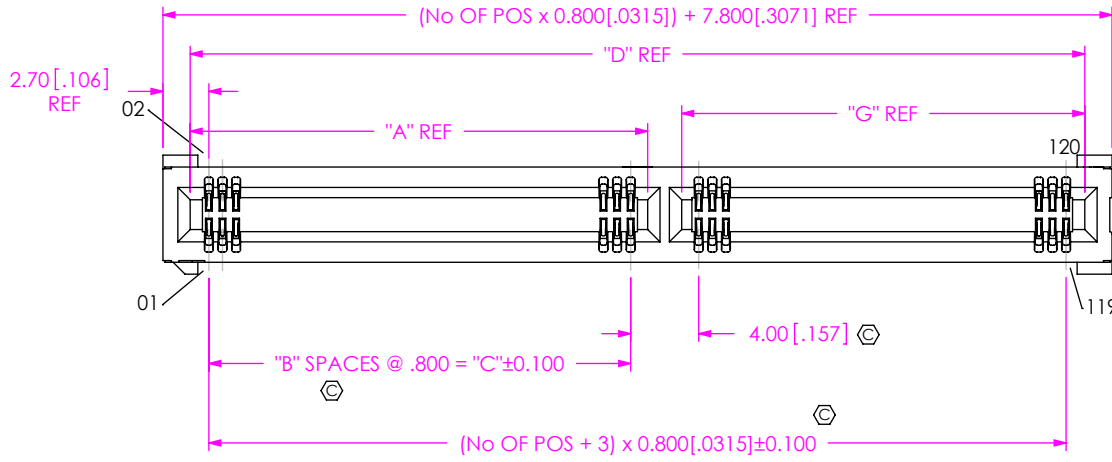 (No OF POS x 0.800[.0315]) + 7.800[.3071] REF
"D" REF
2.70[.106]
REF
02
"A" REF
"G" REF
120
01
119
4.00[.157] C
"B" SPACES @ .800 = "C"±0.100
C
C
(No OF POS + 3) x 0.800[.0315]±0.100